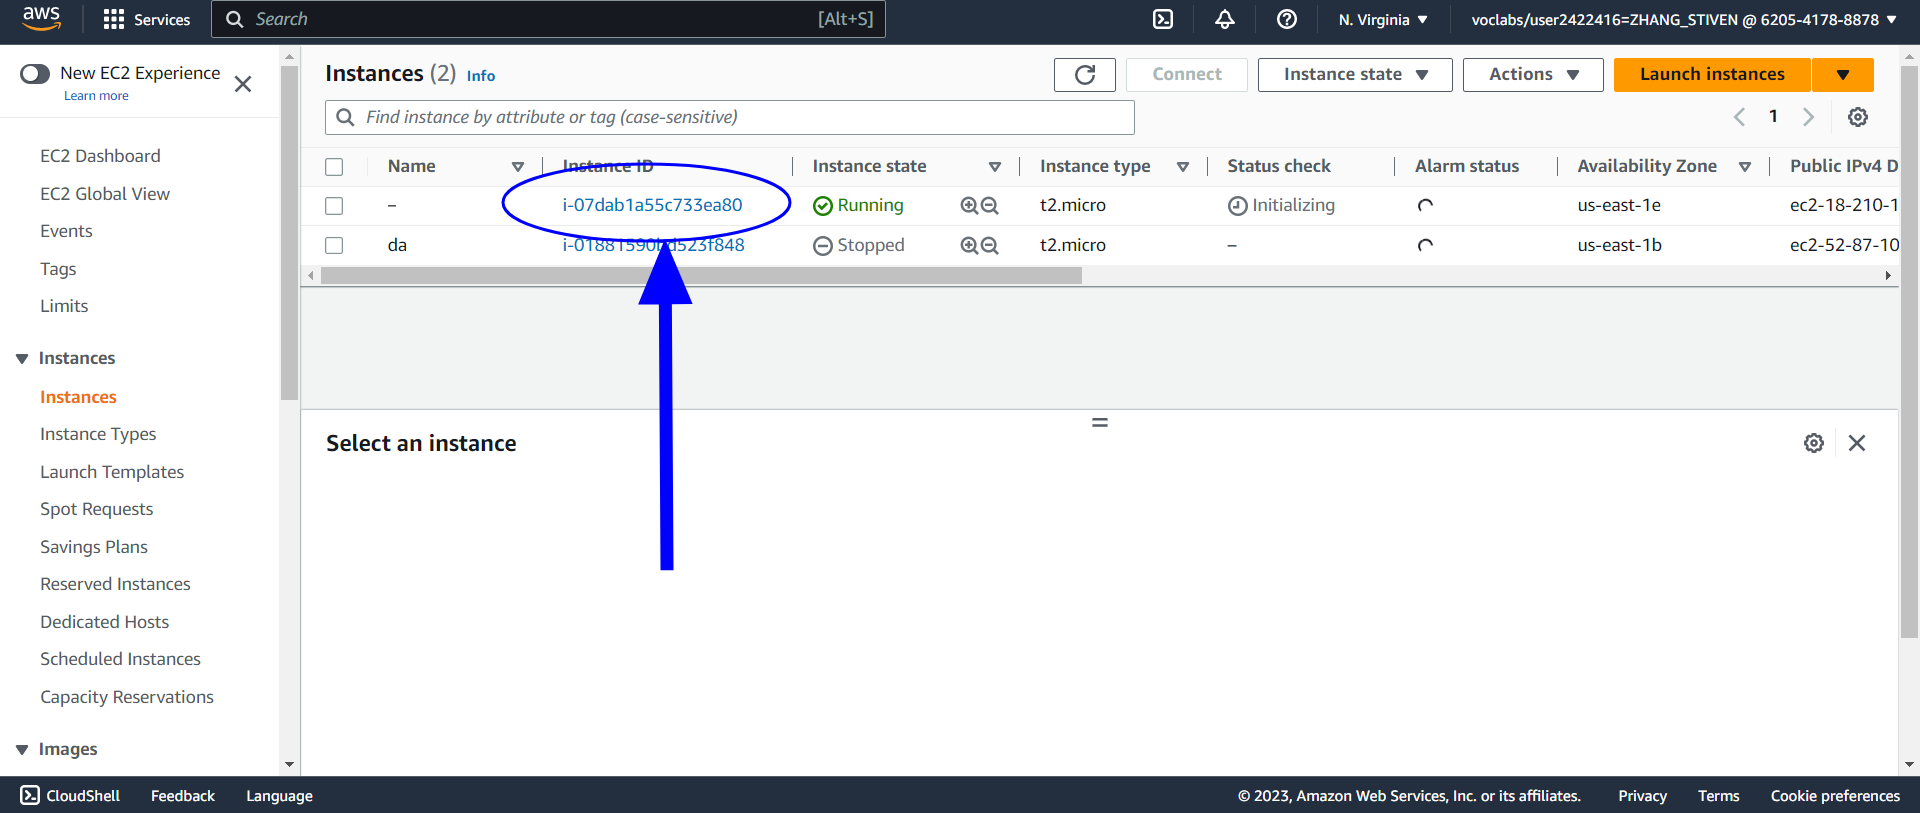 aws
Services
Search
[Alt+S]
N. Virginia
voclabs/user2422416=ZHANG_STIVEN @ 6205-4178-8878
New EC2 Experience
Learn more
EC2 Dashboard
EC2 Global View
Events
Tags
Limits
Instances
Instances
Instance Types
Launch Templates
Spot Requests
Savings Plans
Reserved Instances
Dedicated Hosts
Scheduled Instances
Capacity Reservations
Images
Instances (2) Info
Connect
Instance state
Actions
Launch instances
Find instance by attribute or tag (case-sensitive)
1
Name Instance ID Instance state Instance type Status check Alarm status Availability Zone Public IPv4 D
– i-07dab1a55c733ea80 Running t2.micro Initializing us-east-1e ec2-18-210-1
da Stopped t2.micro – us-east-1b ec2-52-87-10
Select an instance
CloudShell Feedback Language
© 2023, Amazon Web Services, Inc. or its affiliates. Privacy Terms Cookie preferences